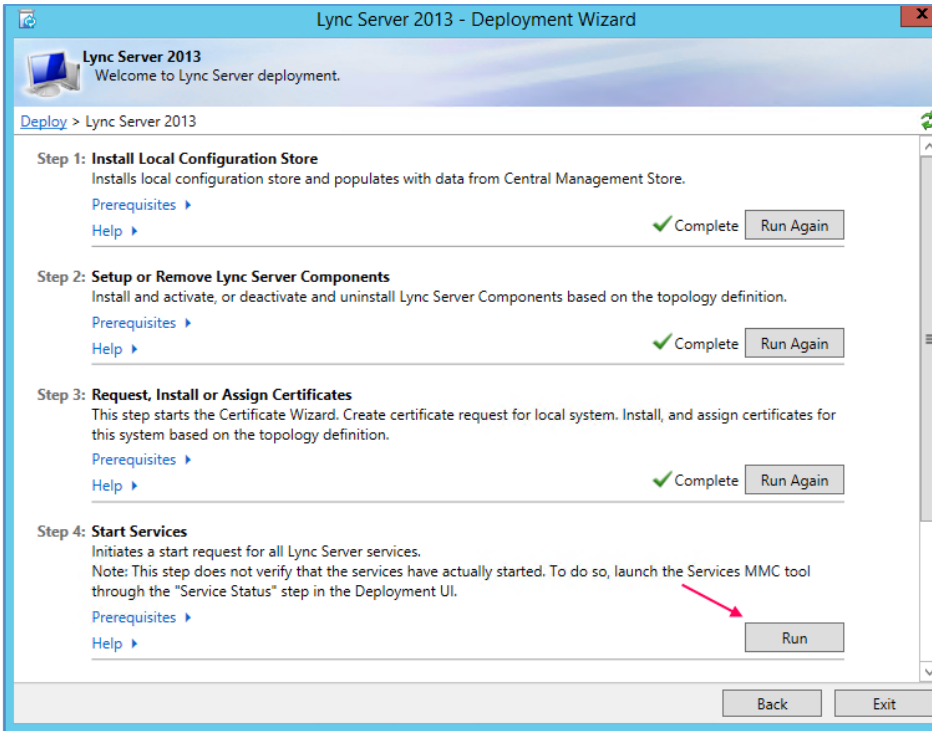 Lync Server 2013 - Deployment Wizard
x
Lync Server 2013
Welcome to Lync Server deployment.
Deploy > Lync Server 2013
Step 1: Install Local Configuration Store
Installs local configuration store and populates with data from Central Management Store.
Prerequisites
Help
Complete Run Again
Step 2: Setup or Remove Lync Server Components
Install and activate, or deactivate and uninstall Lync Server Components based on the topology definition.
Prerequisites
Help
Complete Run Again
Step 3: Request, Install or Assign Certificates
This step starts the Certificate Wizard. Create certificate request for local system. Install, and assign certificates for
this system based on the topology definition.
Prerequisites
Help
Complete Run Again
Step 4: Start Services
Initiates a start request for all Lync Server services.
Note: This step does not verify that the services have actually started. To do so, launch the Services MMC tool
through the "Service Status" step in the Deployment UI.
Prerequisites
Help
Run
Back Exit